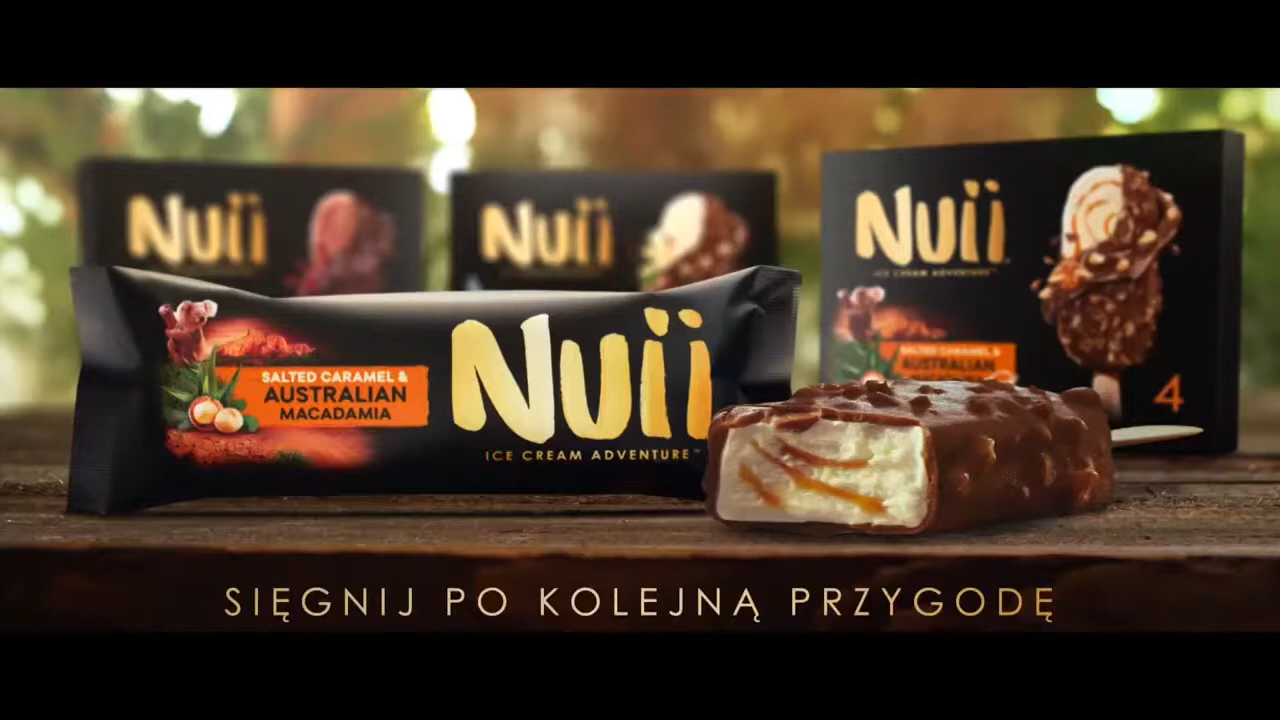 Nuii
Nuii
Nuii
ICE CREAM ADVENTURE™
SALTED CARAMEL &
AUSTRALIAN
4
SALTED CARAMEL &
AUSTRALIAN
MACADAMIA
Nuii
ICE CREAM ADVENTURE™
SIĘGNIJ PO KOLEJNĄ PRZYGODĘ